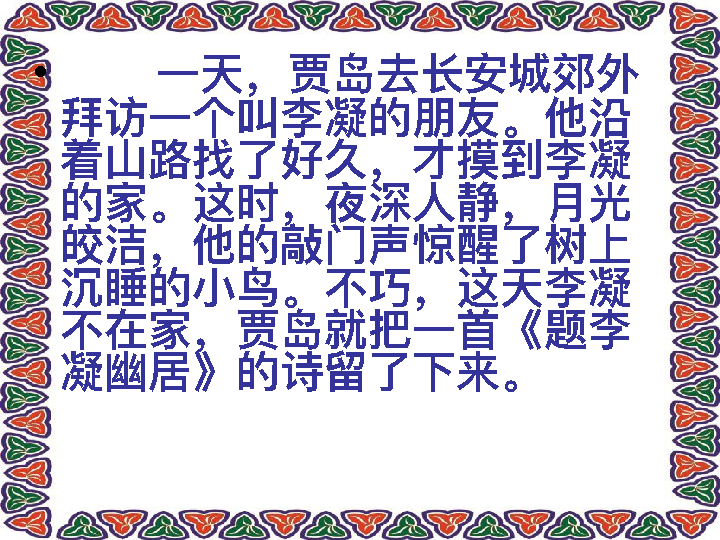 一天，贾岛去长安城郊外
拜访一个叫李凝的朋友。他沿
着山路找了好久，才摸到李凝
的家。这时，夜深人静，月光
皎洁，他的敲门声惊醒了树上
沉睡的小鸟。不巧，这天李凝
不在家，贾岛就把一首《题李
凝幽居》的诗留了下来。